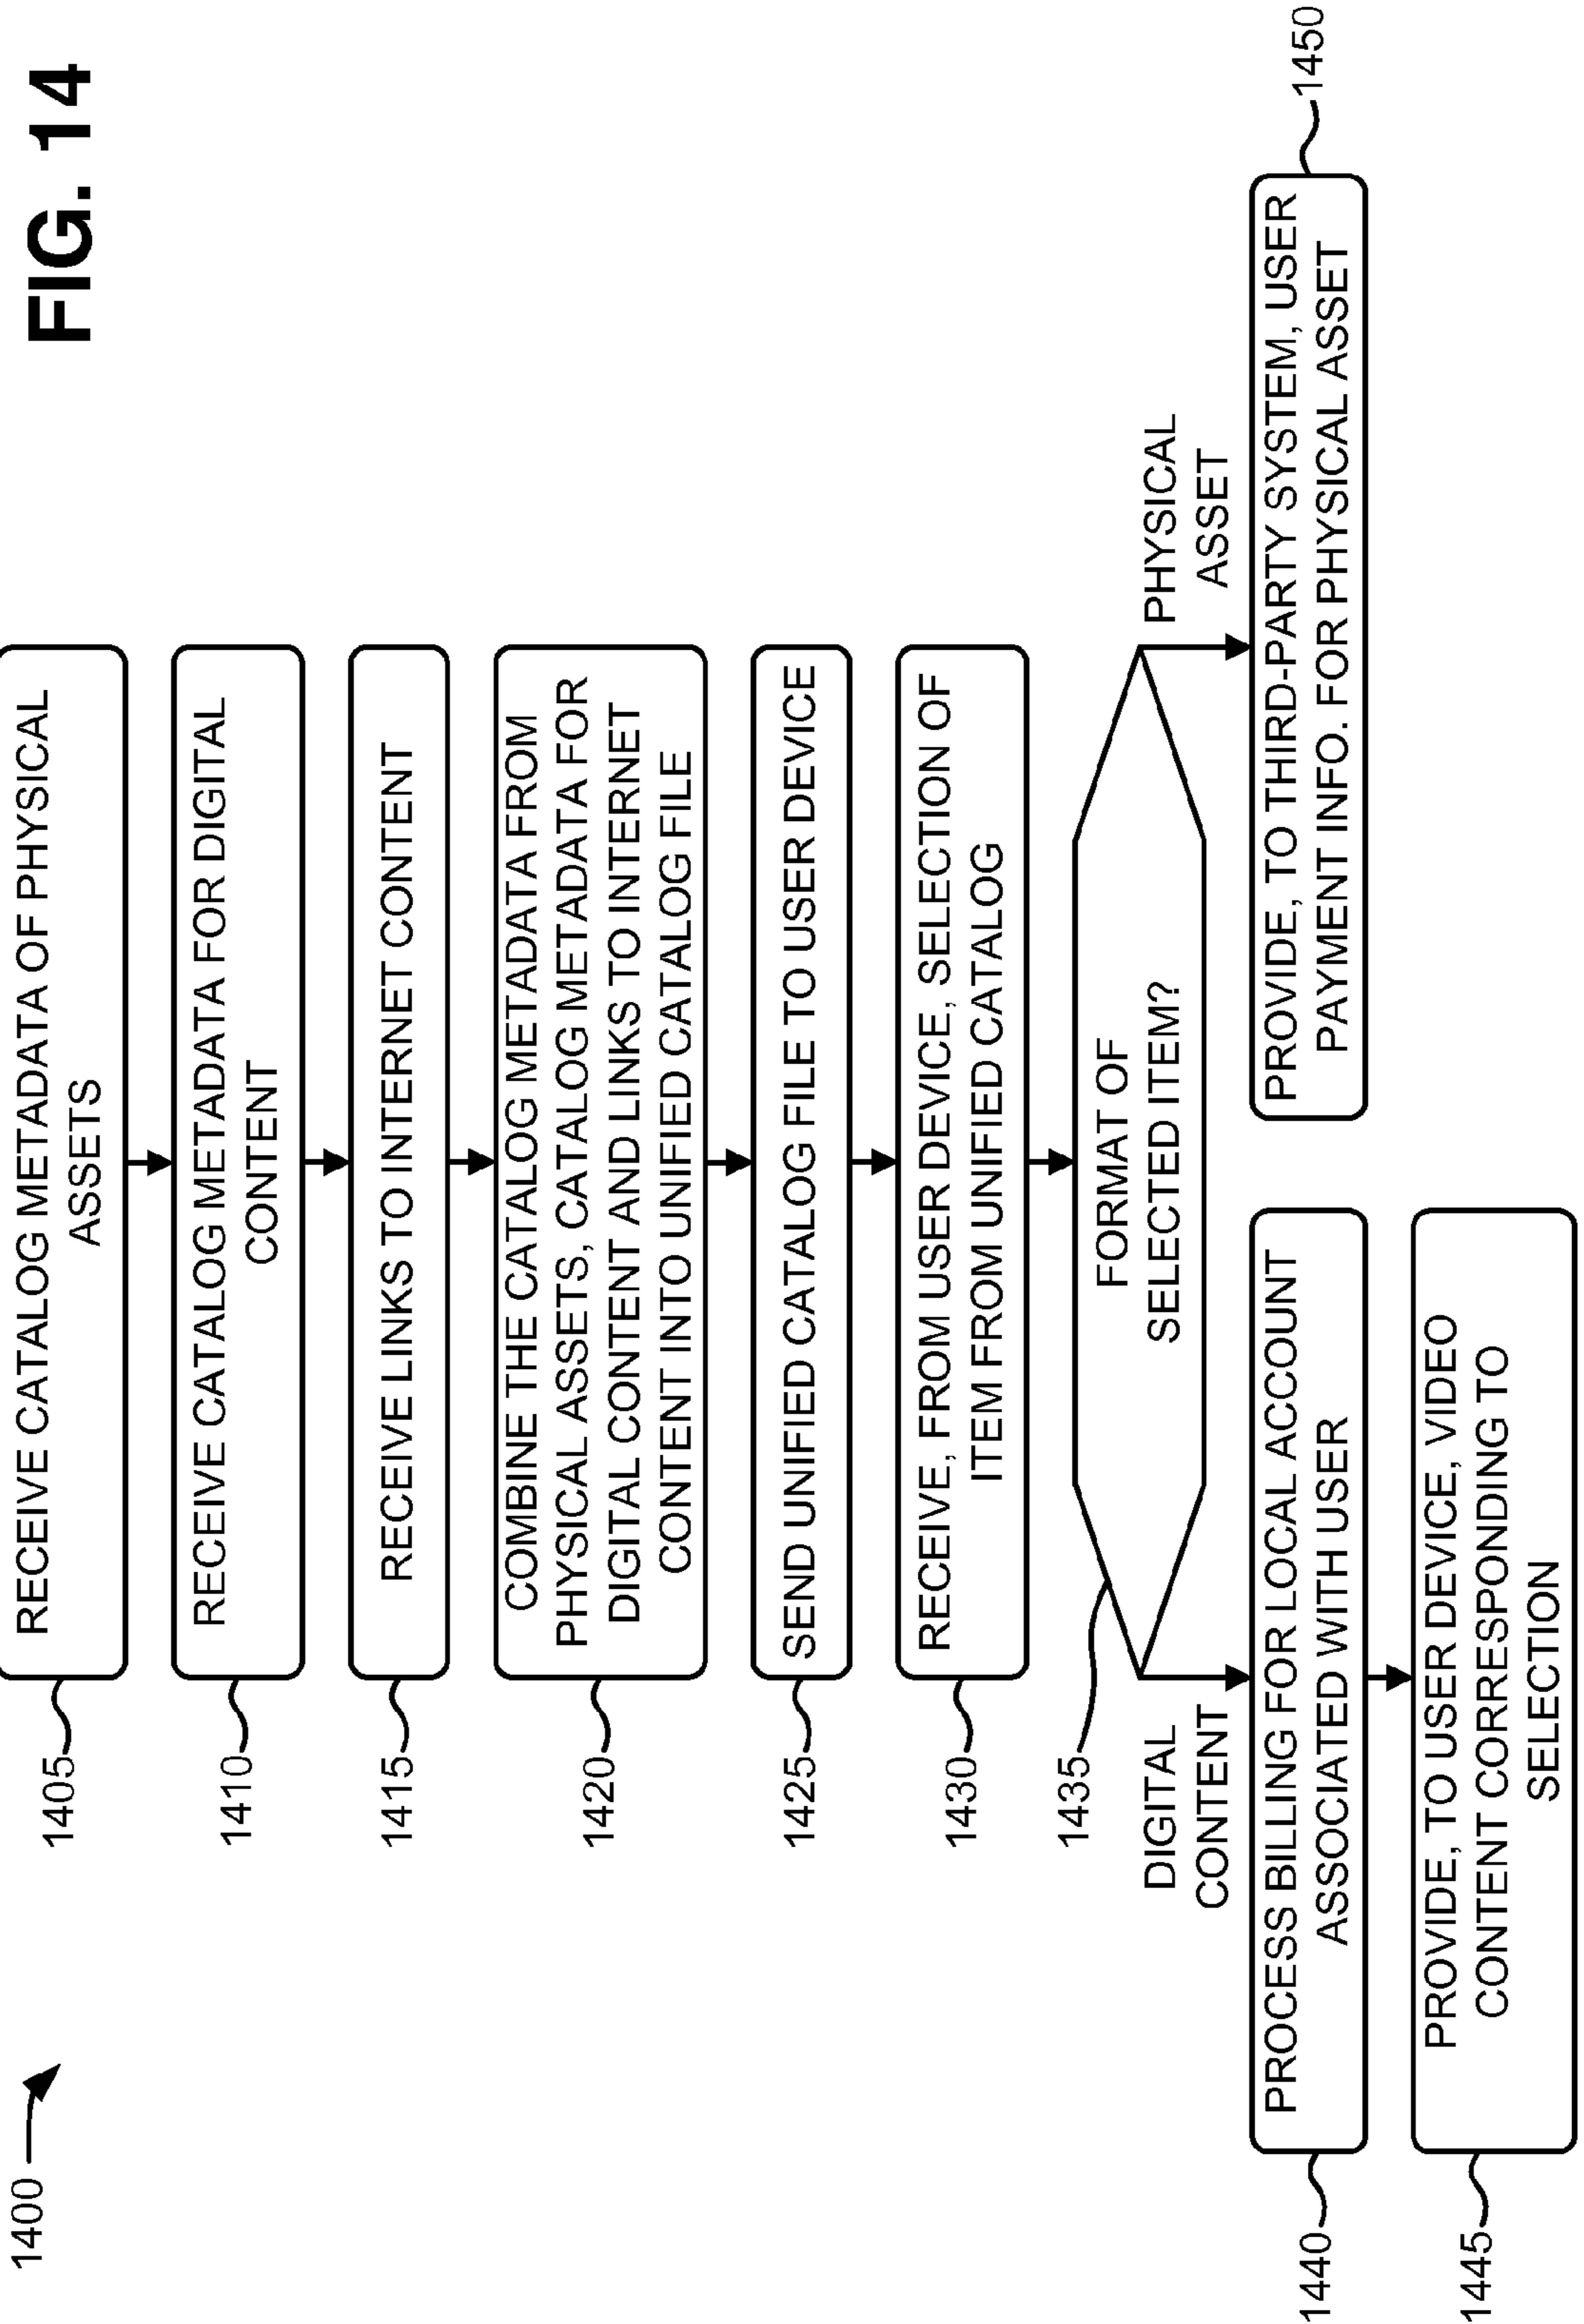 FIG. 14
1400
RECEIVE CATALOG METADATA OF PHYSICAL
ASSETS
1405
RECEIVE CATALOG METADATA FOR DIGITAL
CONTENT
1410
RECEIVE LINKS TO INTERNET CONTENT
1415
COMBINE THE CATALOG METADATA FROM
PHYSICAL ASSETS, CATALOG METADATA FOR
DIGITAL CONTENT AND LINKS TO INTERNET
CONTENT INTO UNIFIED CATALOG FILE
1420
SEND UNIFIED CATALOG FILE TO USER DEVICE
1425
RECEIVE, FROM USER DEVICE, SELECTION OF
ITEM FROM UNIFIED CATALOG
1430
1435
FORMAT OF
SELECTED ITEM?
DIGITAL
CONTENT
PHYSICAL
ASSET
PROCESS BILLING FOR LOCAL ACCOUNT
ASSOCIATED WITH USER
1440
PROVIDE, TO THIRD-PARTY SYSTEM, USER
PAYMENT INFO. FOR PHYSICAL ASSET
1450
PROVIDE, TO USER DEVICE, VIDEO
CONTENT CORRESPONDING TO
SELECTION
1445